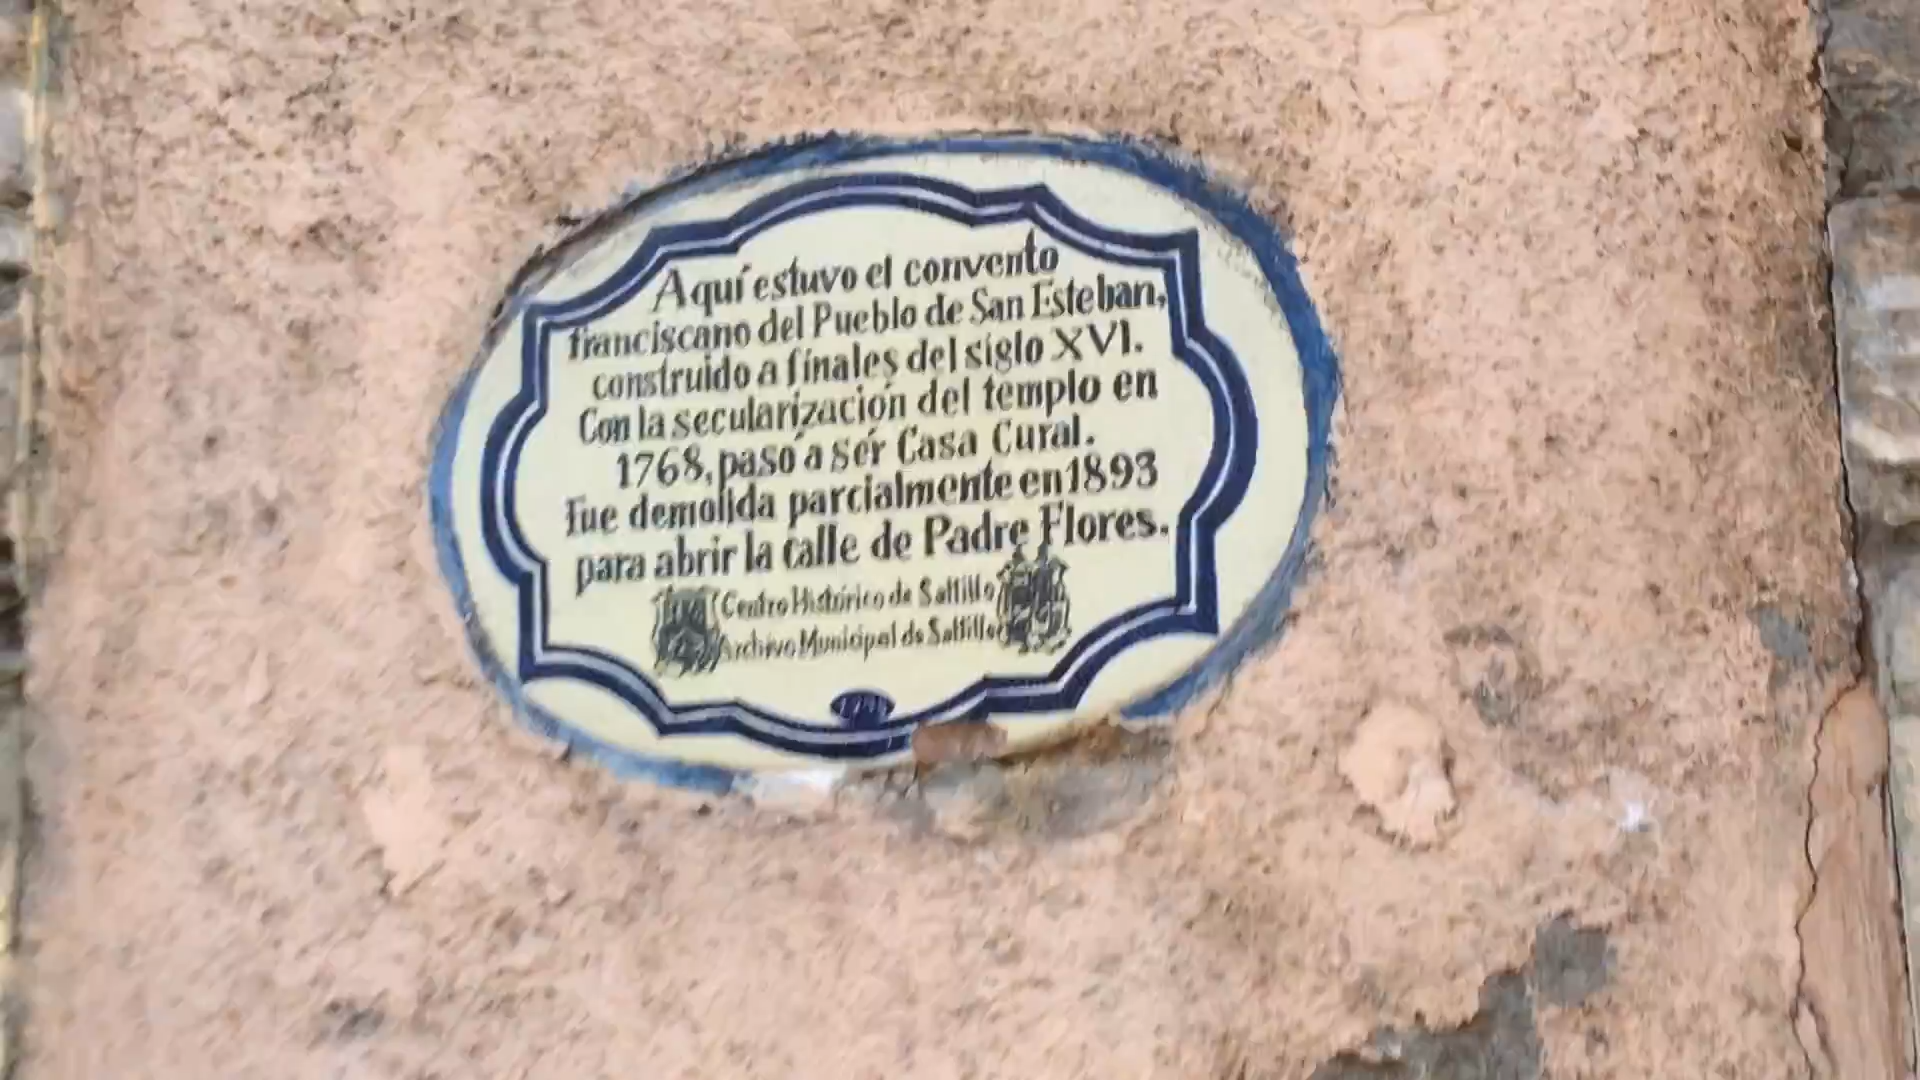 Aquí estuvo el convento
franciscano del Pueblo de San Esteban,
construido a finales del siglo XVI.
Con la secularización del templo en
1768, pasó a ser Casa Cural.
Fue demolida parcialmente en 1893
para abrir la calle de Padre Flores.
Centro Histórico de Saltillo
Archivo Municipal de Saltillo